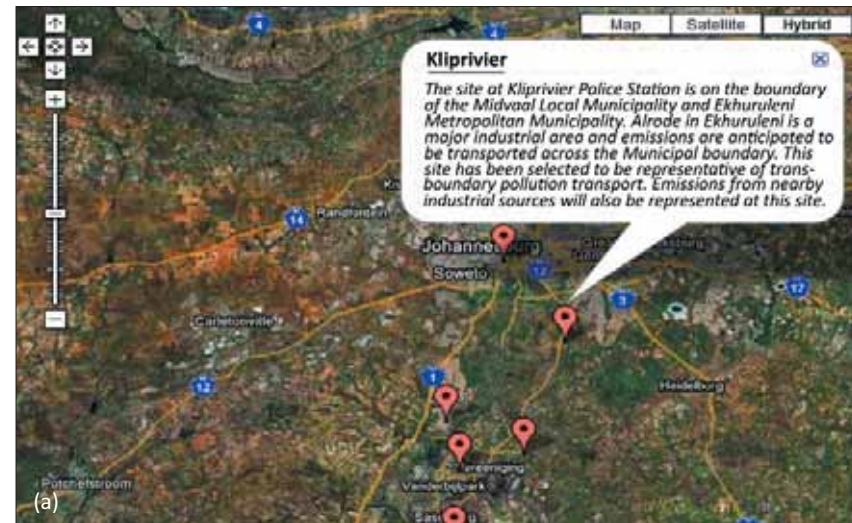 4
4
Map Satellite Hybrid
Kliprivier
The site at Kliprivier Police Station is on the boundary
of the Midvaal Local Municipality and Ekhuruleni
Metropolitan Municipality. Alrode in Ekhuruleni is a
major industrial area and emissions are anticipated to
be transported across the Municipal boundary. This
site has been selected to be representative of trans-
boundary pollution transport. Emissions from nearby
industrial sources will also be represented at this site.
14
Randfontein
Soweto
12
17
3
Carletonville
1
12
Heidelburg
Vanderbijlpark
Potchefstroom
(a)